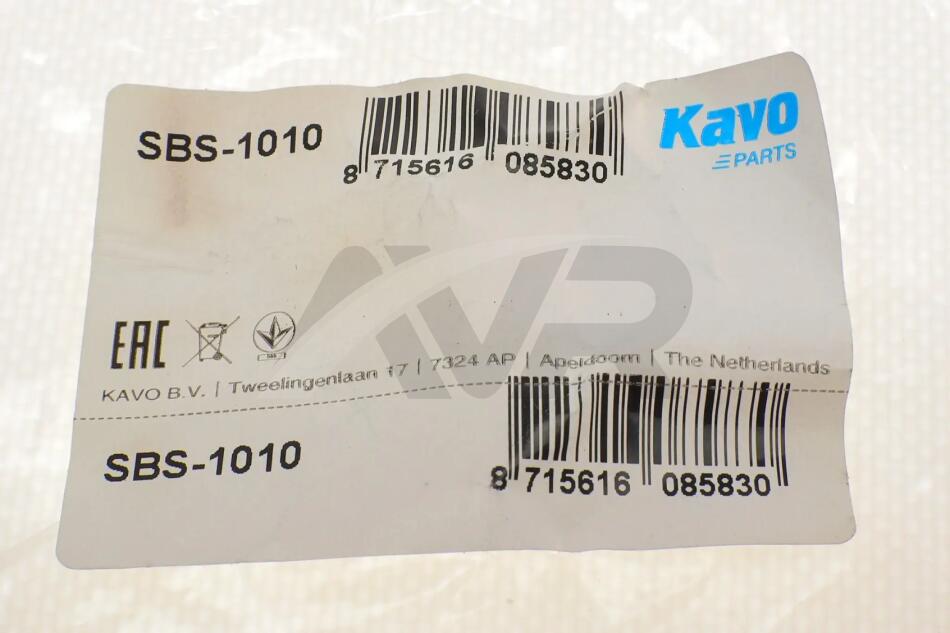 SBS-1010
8 715616 085830
Kavo
PARTS
AVR
EAC
KAVO B.V. | Tweelingenlaan 17 | 7324 AP | Apeldoorn | The Netherlands
SBS-1010
8 715616 085830